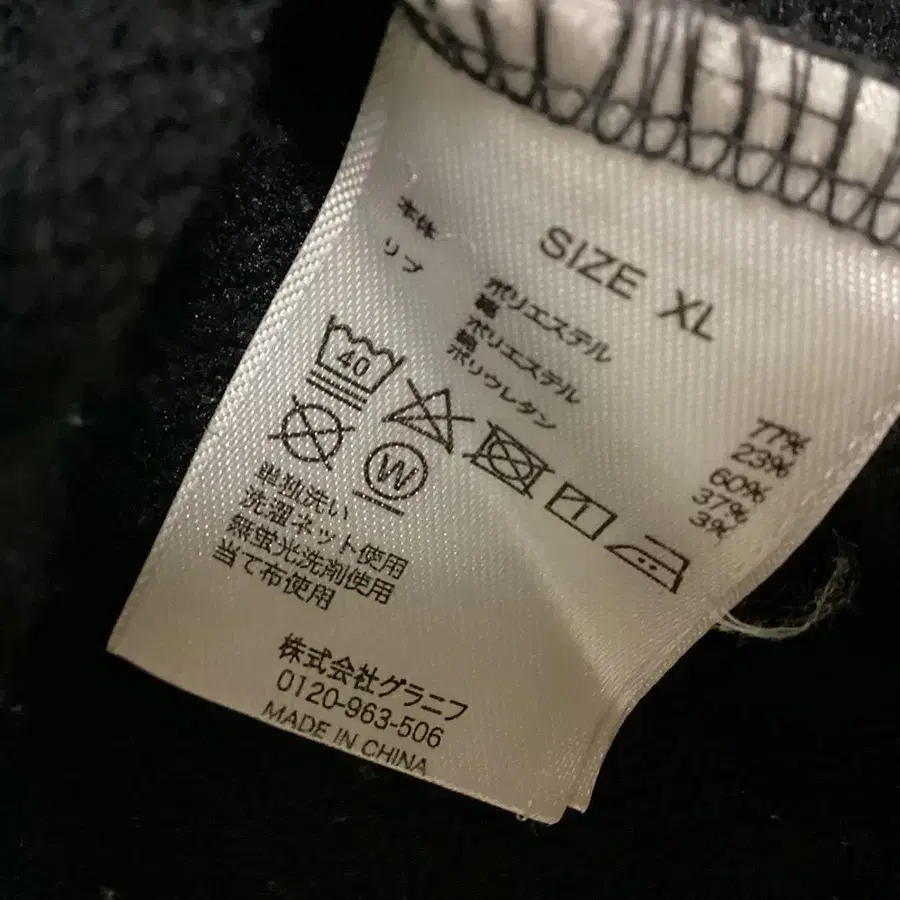 SIZE XL
本体 ポリエステル 77%
綿 23%
リブ ポリエステル 60%
綿 37%
ポリウレタン 3%
40
W
単独洗い
洗濯ネット使用
無蛍光洗剤使用
当て布使用
株式会社グラニフ
0120-963-506
MADE IN CHINA